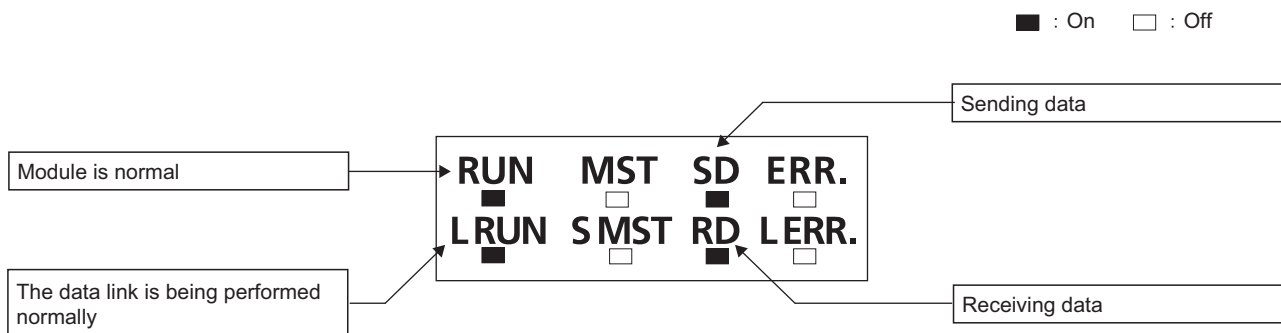 : On : Off
Sending data
Module is normal
RUN MST SD ERR.
L RUN S MST RD L ERR.
The data link is being performed
normally
Receiving data